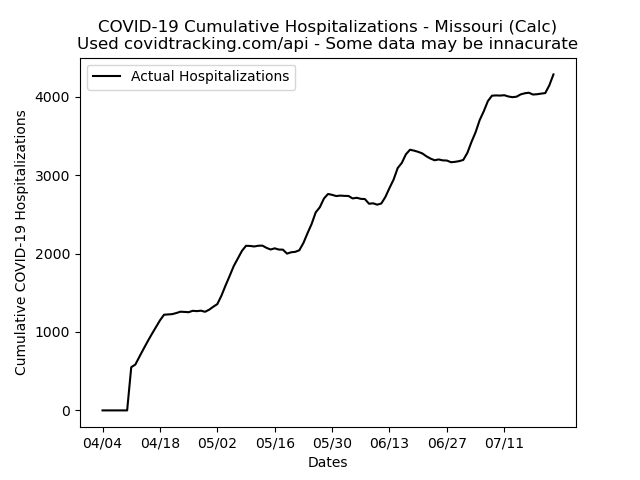 COVID-19 Cumulative Hospitalizations - Missouri (Calc)
Used covidtracking.com/api - Some data may be innacurate
Actual Hospitalizations
Cumulative COVID-19 Hospitalizations
4000
3000
2000
1000
0
04/04 04/18 05/02 05/16 05/30 06/13 06/27 07/11
Dates